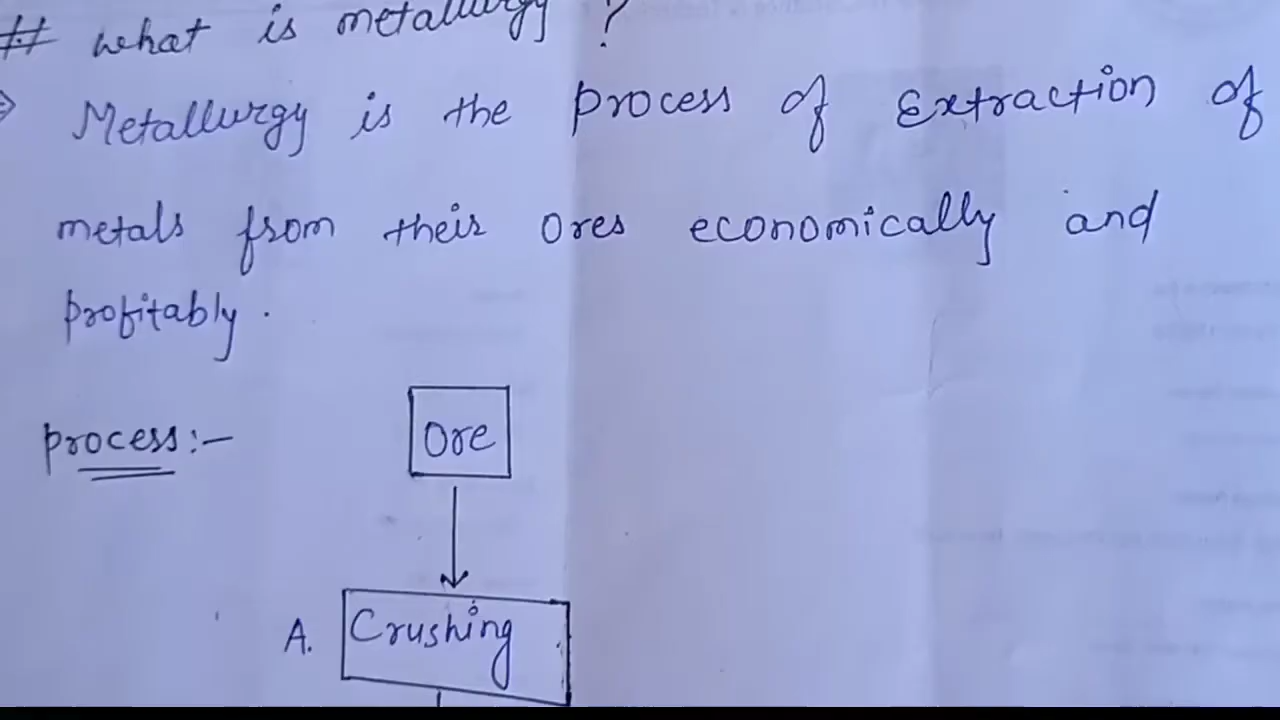 # what is metallurgy ?
⇒ Metallurgy is the process of Extraction of
metals from their Ores economically and
profitably.
process:-
Ore
A. Crushing